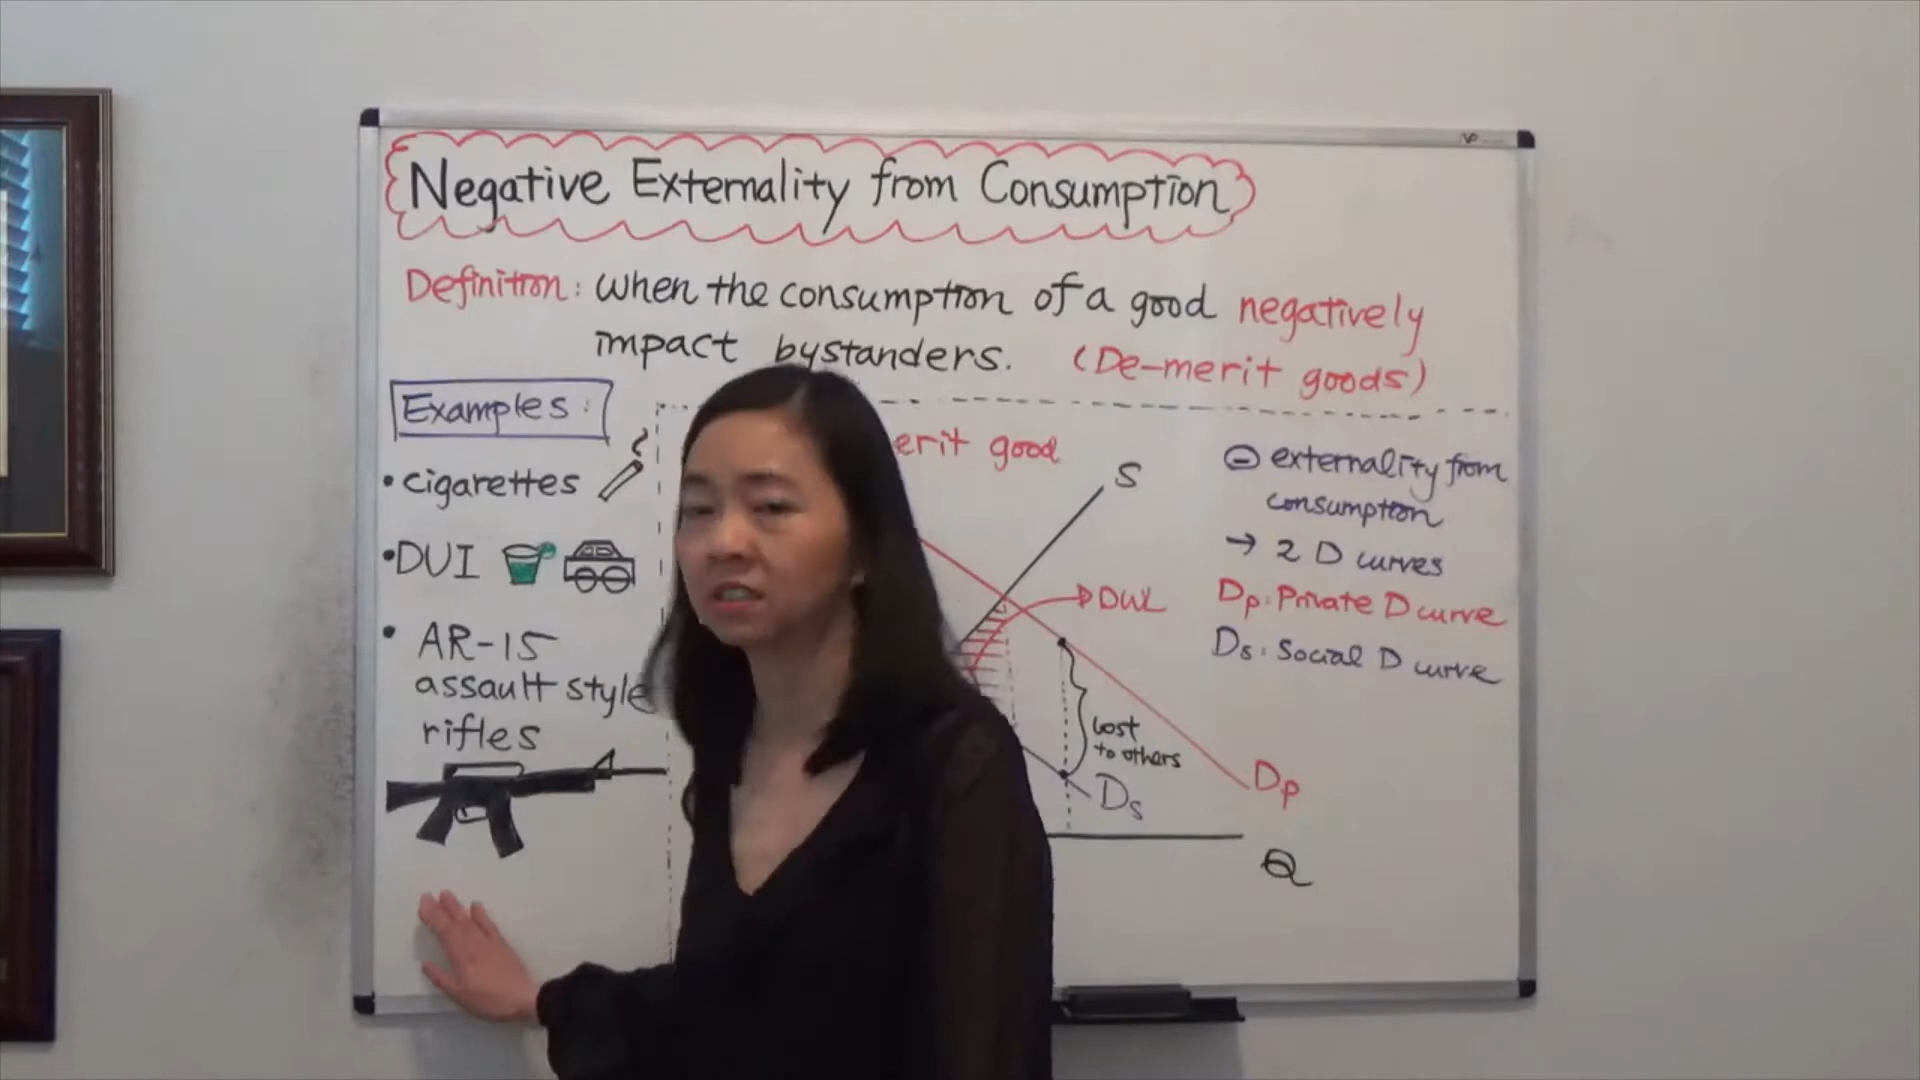 Negative Externality from Consumption
Definition: When the consumption of a good negatively
impact bystanders. (De-merit goods)
Examples:
• cigarettes
• DUI
• AR-15
assault style
rifles
erit good
S
DWL
Cost
to others
Ds
Dp
Q
⊖ externality from
consumption
→ 2 D curves
Dp: Private D curve
Ds: Social D curve